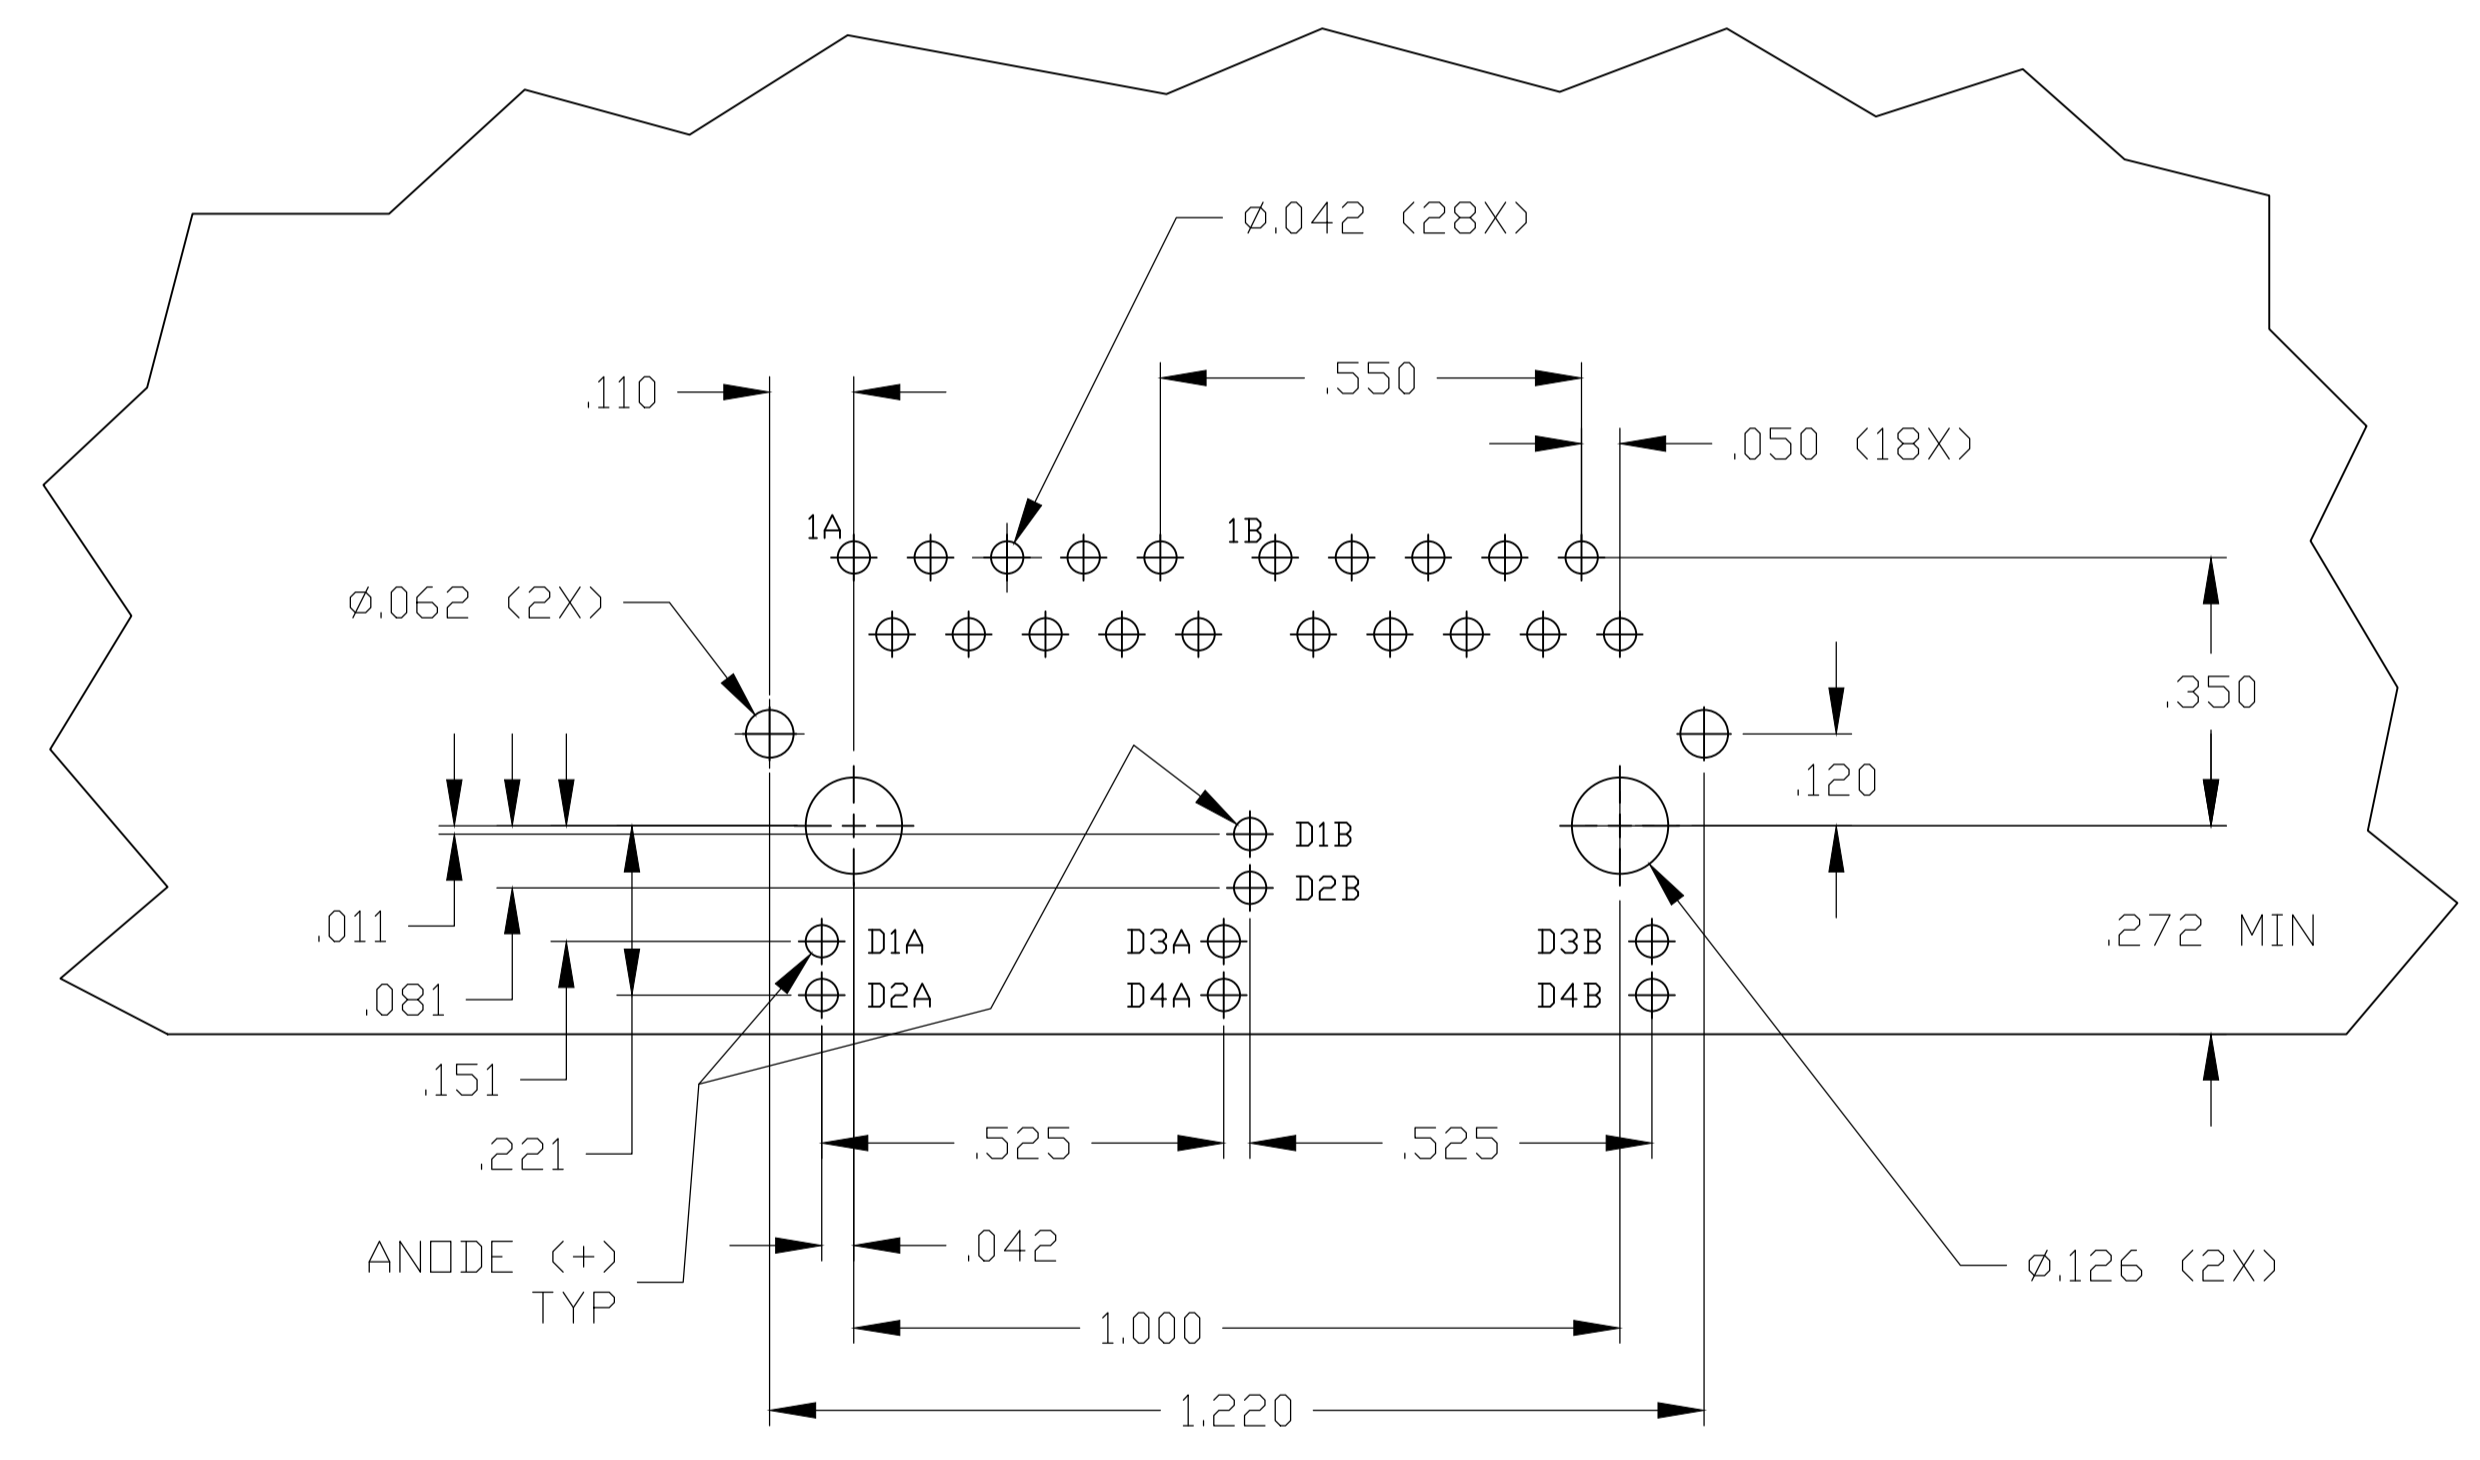 Ø.042 (28X)
.110
.550
.050 (18X)
1A
1B
Ø.062 (2X)
.350
.120
D1B
D2B
.011
D1A
D3A
D3B
.272 MIN
.081
D2A
D4A
D4B
.151
.221
.525
.525
ANODE (+)
TYP
.042
Ø.126 (2X)
1.000
1.220